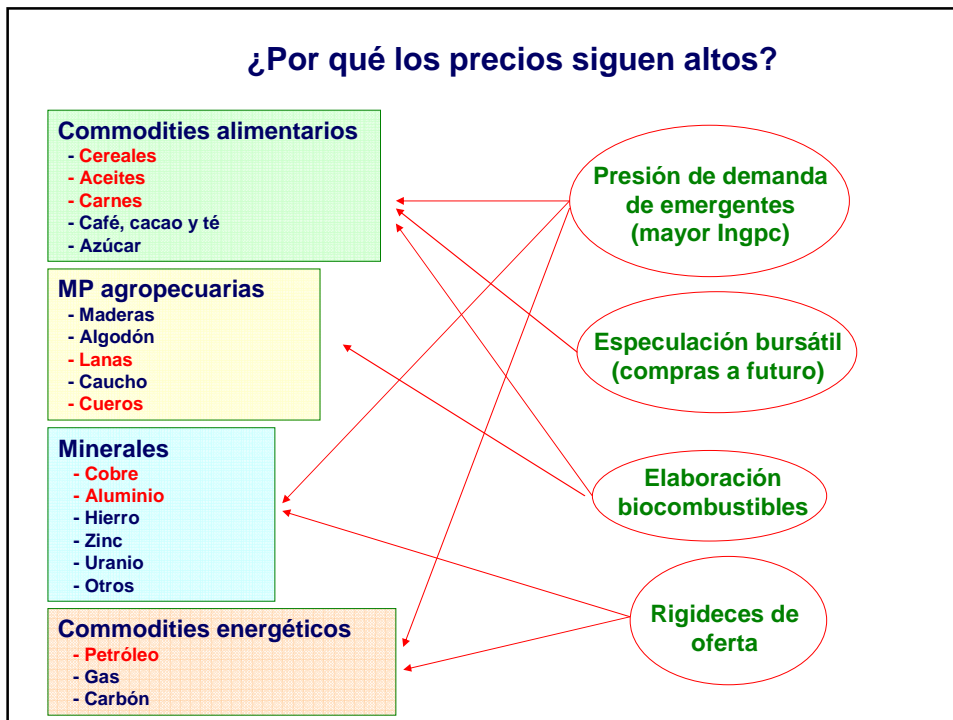 ¿Por qué los precios siguen altos?
Commodities alimentarios
- Cereales
- Aceites
- Carnes
- Café, cacao y té
- Azúcar
MP agropecuarias
- Maderas
- Algodón
- Lanas
- Caucho
- Cueros
Minerales
- Cobre
- Aluminio
- Hierro
- Zinc
- Uranio
- Otros
Commodities energéticos
- Petróleo
- Gas
- Carbón
Presión de demanda
de emergentes
(mayor Ingpc)
Especulación bursátil
(compras a futuro)
Elaboración
biocombustibles
Rigideces de
oferta